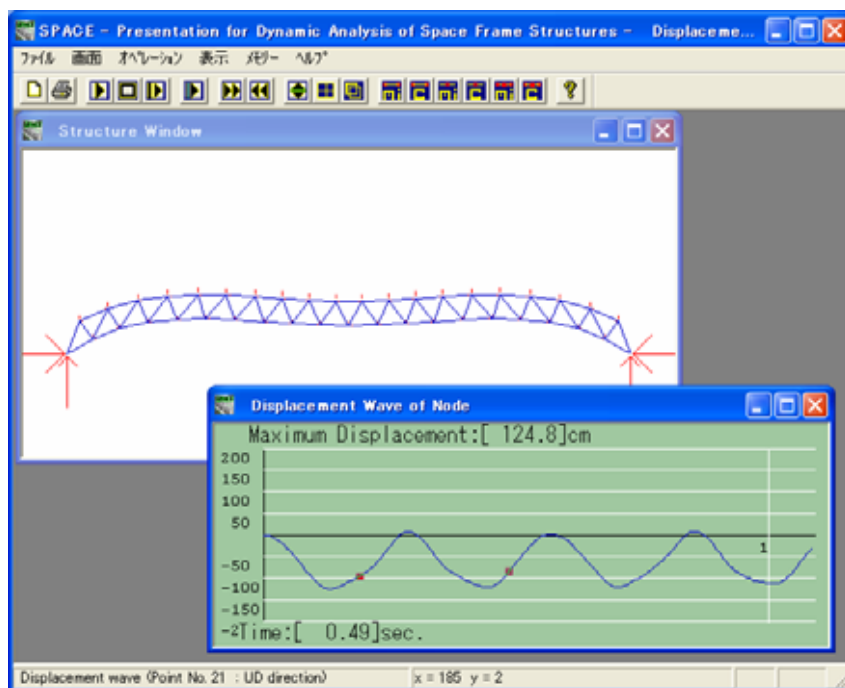 SPACE - Presentation for Dynamic Analysis of Space Frame Structures - Displaceme...
ファイル 画面 オペレーション 表示 メモリー ヘルプ
Structure Window
Displacement Wave of Node
Maximum Displacement:[ 124.8]cm
200
150
100
50
1
-50
-100
-150
-2Time:[ 0.49]sec.
Displacement wave (Point No. 21 : UD direction) x = 185 y = 2